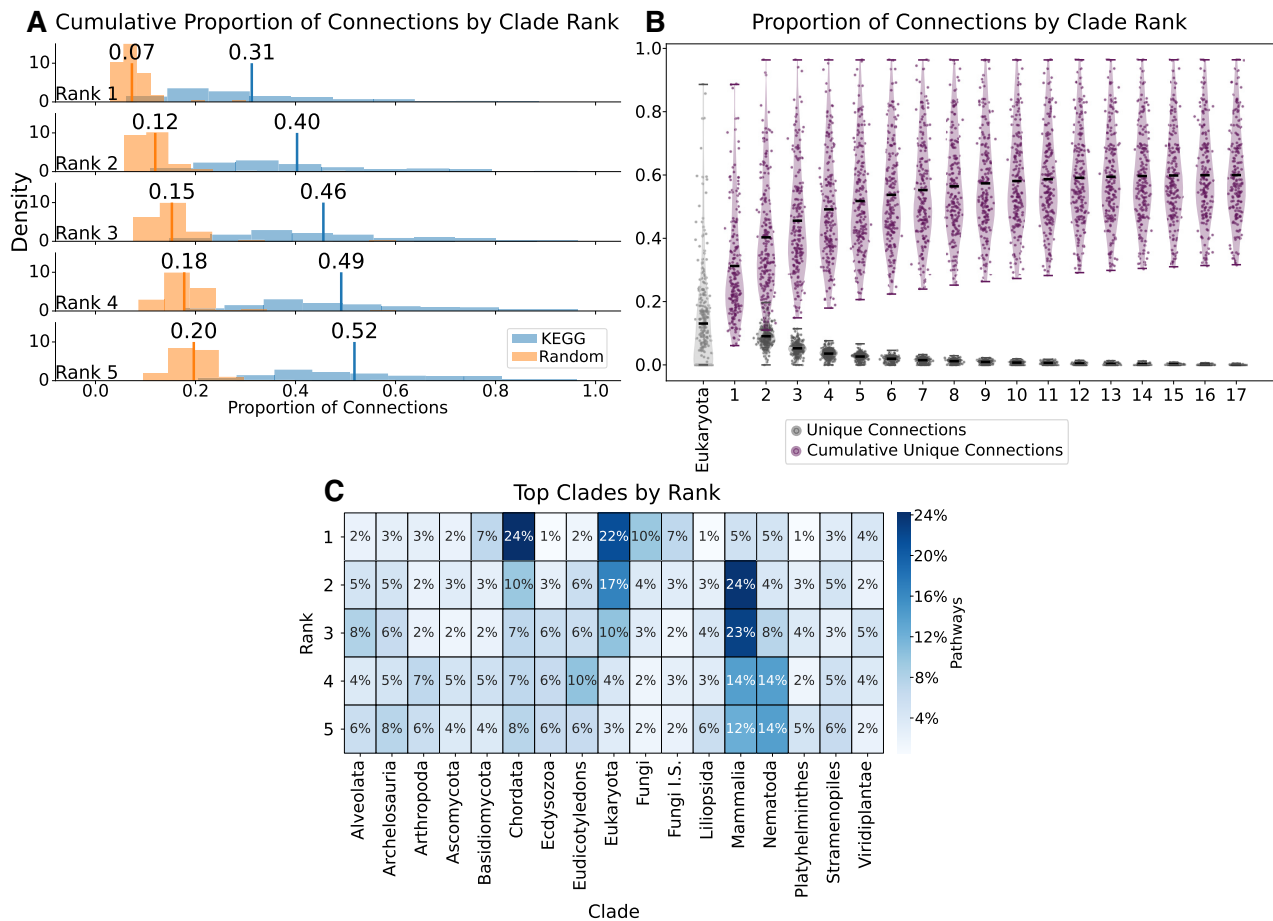 A Cumulative Proportion of Connections by Clade Rank
0.07 0.31
10
0
Rank 1
0.12 0.40
10
0
Rank 2
0.15 0.46
10
0
Rank 3
0.18 0.49
10
0
Rank 4
0.20 0.52
10
0
Rank 5
KEGG
Random
Density
0.0 0.2 0.4 0.6 0.8 1.0
Proportion of Connections
B Proportion of Connections by Clade Rank
1.0
0.8
0.6
0.4
0.2
0.0
Eukaryota 1 2 3 4 5 6 7 8 9 10 11 12 13 14 15 16 17
Unique Connections
Cumulative Unique Connections
C Top Clades by Rank
1 2% 3% 3% 2% 7% 24% 1% 2% 22% 10% 7% 1% 5% 5% 1% 3% 4%
2 5% 5% 2% 3% 3% 10% 3% 6% 17% 4% 3% 3% 24% 4% 3% 5% 2%
3 8% 6% 2% 2% 2% 7% 6% 6% 10% 3% 2% 4% 23% 8% 4% 3% 5%
4 4% 5% 7% 5% 5% 7% 6% 10% 4% 2% 3% 3% 14% 14% 2% 5% 4%
5 6% 8% 6% 4% 4% 8% 6% 6% 3% 2% 2% 6% 12% 14% 5% 6% 2%
Rank
Alveolata
Archelosauria
Arthropoda
Ascomycota
Basidiomycota
Chordata
Ecdysozoa
Eudicotyledons
Eukaryota
Fungi
Fungi I.S.
Liliopsida
Mammalia
Nematoda
Platyhelminthes
Stramenopiles
Viridiplantae
Clade
24%
20%
16%
12%
8%
4%
Pathways